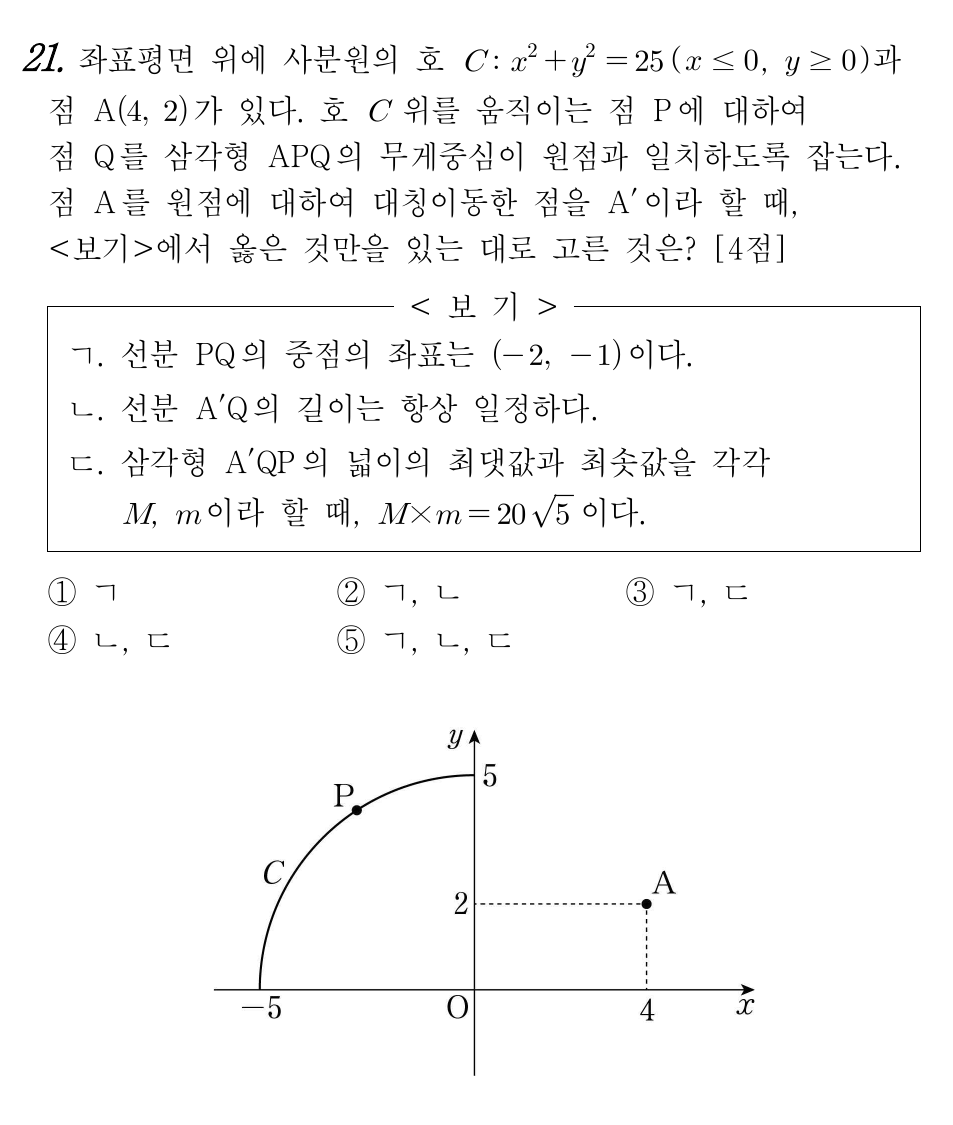 21. 좌표평면 위에 사분원의 호 C: x²+y²=25(x≤0, y≥0)과
점 A(4, 2)가 있다. 호 C 위를 움직이는 점 P에 대하여
점 Q를 삼각형 APQ의 무게중심이 원점과 일치하도록 잡는다.
점 A를 원점에 대하여 대칭이동한 점을 A′이라 할 때,
<보기>에서 옳은 것만을 있는 대로 고른 것은? [4점]
< 보 기 >
ㄱ. 선분 PQ의 중점의 좌표는 (−2, −1)이다.
ㄴ. 선분 A′Q의 길이는 항상 일정하다.
ㄷ. 삼각형 A′QP의 넓이의 최댓값과 최솟값을 각각
M, m이라 할 때, M×m=20√5이다.
① ㄱ ② ㄱ, ㄴ ③ ㄱ, ㄷ
④ ㄴ, ㄷ ⑤ ㄱ, ㄴ, ㄷ
y
5
P
C
A
2
−5
O
4
x